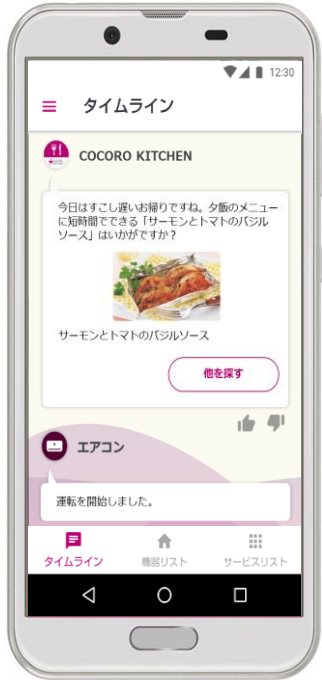 12:30
タイムライン
COCORO KITCHEN
今日はすこし遅いお帰りですね。夕飯のメニュー
に短時間でできる「サーモンとトマトのバジル
ソース」はいかがですか?
サーモンとトマトのバジルソース
他を探す
エアコン
運転を開始しました。
タイムライン
機器リスト
サービスリスト